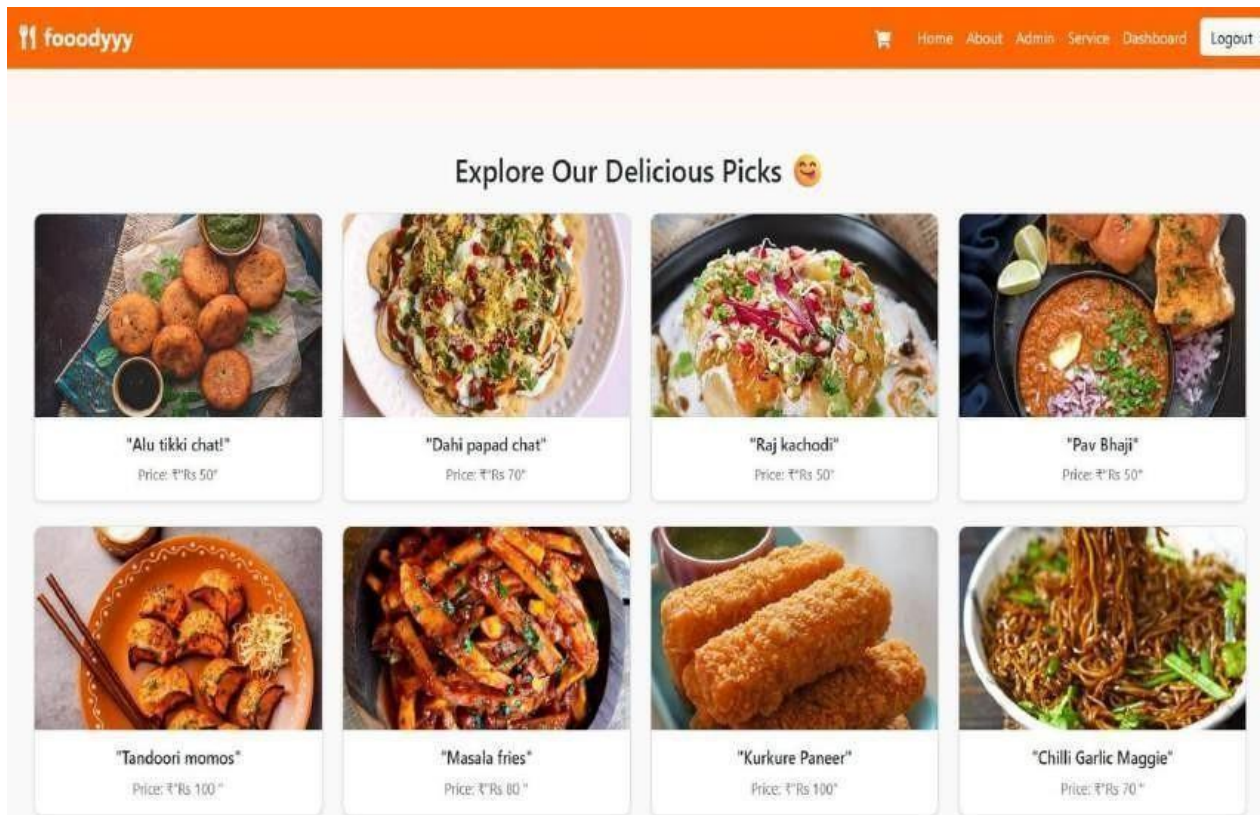 fooodyyy
Home About Admin Service Dashboard Logout
Explore Our Delicious Picks 😋
"Alu tikki chat!"
Price: ₹"Rs 50"
"Dahi papad chat"
Price: ₹"Rs 70"
"Raj kachodi"
Price: ₹"Rs 50"
"Pav Bhaji"
Price: ₹"Rs 50"
"Tandoori momos"
Price: ₹"Rs 100 "
"Masala fries"
Price: ₹"Rs 80 "
"Kurkure Paneer"
Price: ₹"Rs 100"
"Chilli Garlic Maggie"
Price: ₹"Rs 70 "